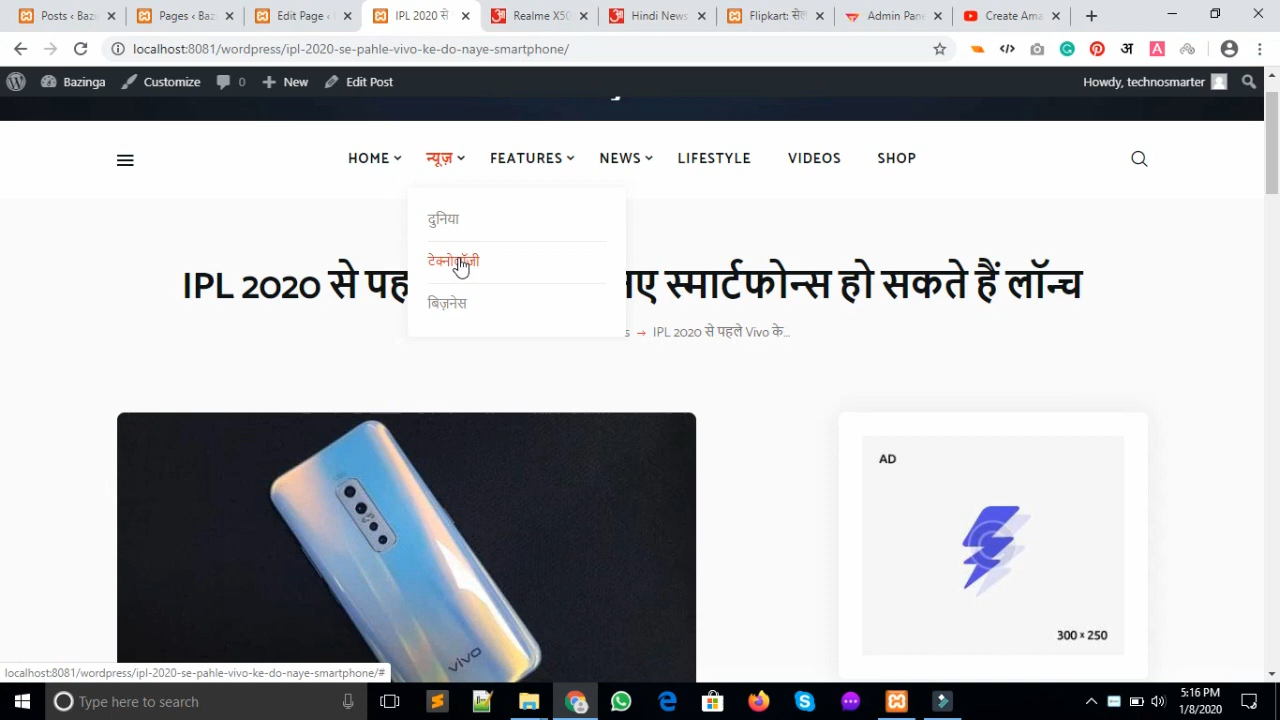 Posts ‹ Baz
Pages ‹ Baz
Edit Page ‹
IPL 2020 से
Realme X50
Hindi News
Flipkart: सेल
Admin Pan
Create Ama
localhost:8081/wordpress/ipl-2020-se-pahle-vivo-ke-do-naye-smartphone/
Bazinga
Customize
0
New
Edit Post
Howdy, technosmarter
HOME
न्यूज़
FEATURES
NEWS
LIFESTYLE
VIDEOS
SHOP
दुनिया
टेक्नोलॉजी
बिज़नेस
IPL 2020 से पह नए स्मार्टफोन्स हो सकते हैं लॉन्च
s → IPL 2020 से पहले Vivo के...
vivo
AD
300 x 250
localhost:8081/wordpress/ipl-2020-se-pahle-vivo-ke-do-naye-smartphone/#
Type here to search
5:16 PM
1/8/2020